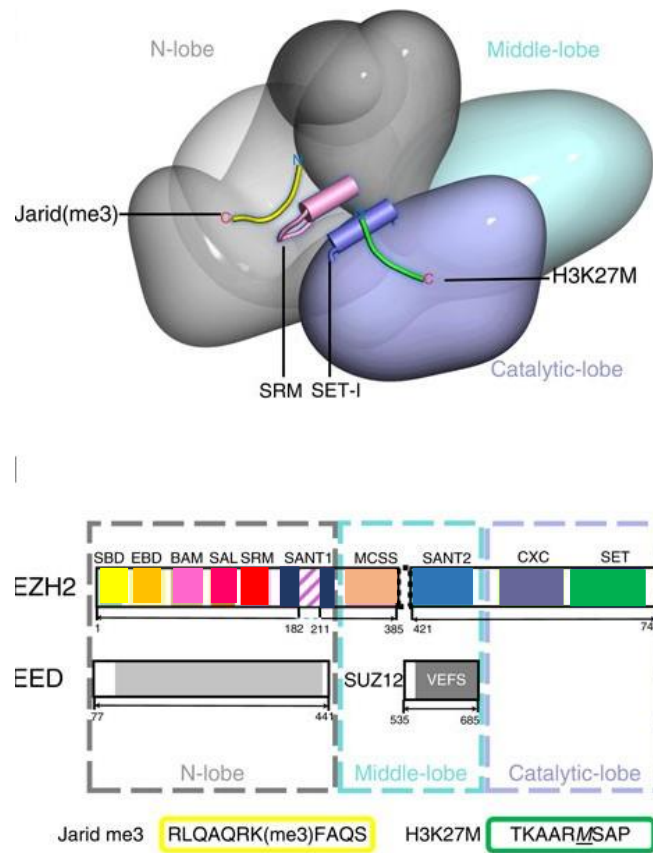 N-lobe
Middle-lobe
Jarid(me3)
H3K27M
N
C
C
SRM SET-I
Catalytic-lobe
SBD EBD BAM SAL SRM SANT1 MCSS SANT2 CXC SET
EZH2
1 182 211 385 421 74
EED SUZ12 VEFS
77 441 535 685
N-lobe Middle-lobe Catalytic-lobe
Jarid me3 RLQAQRK(me3)FAQS H3K27M TKAARMSAP